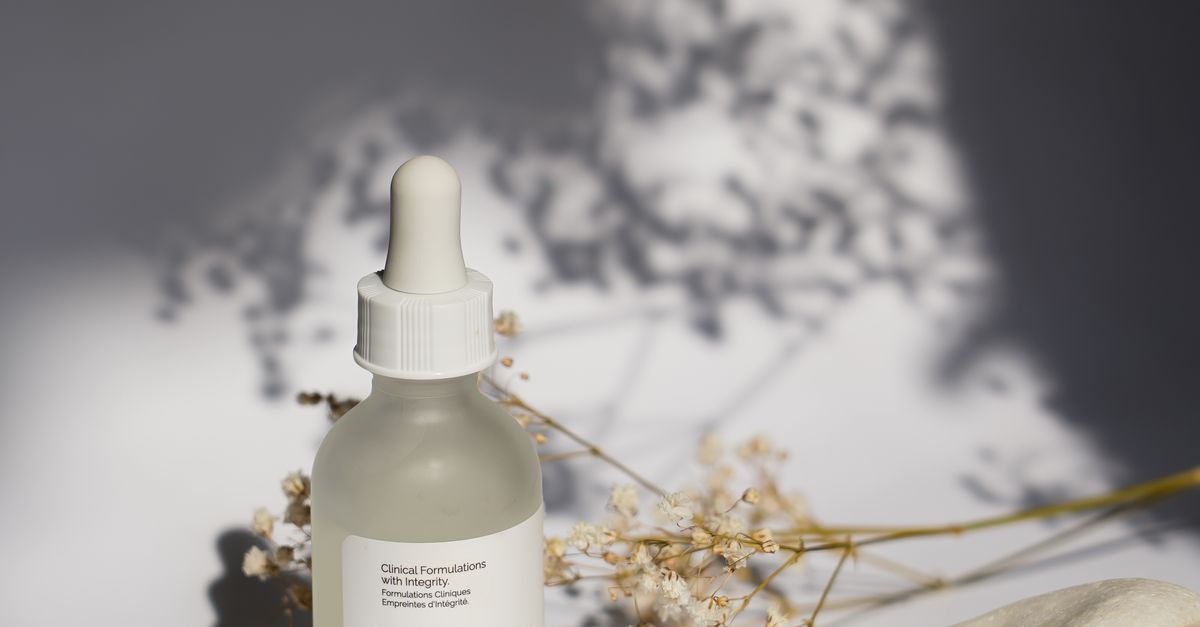 Clinical Formulations
with Integrity.
Formulations Cliniques
Empreintes d'Intégrité.